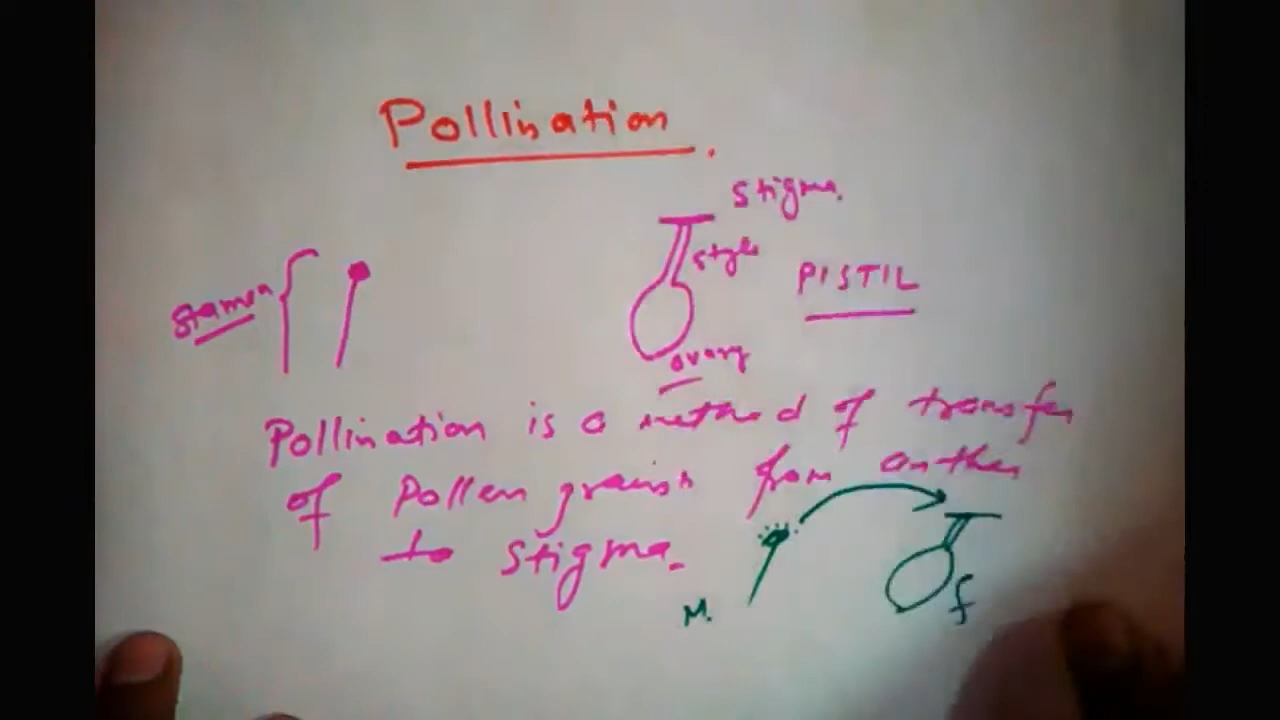 Pollination.
Stigma.
style
PISTIL
Stamen
ovary
Pollination is a method of transfer
of Pollen grains from anther
to stigma.
M.
f